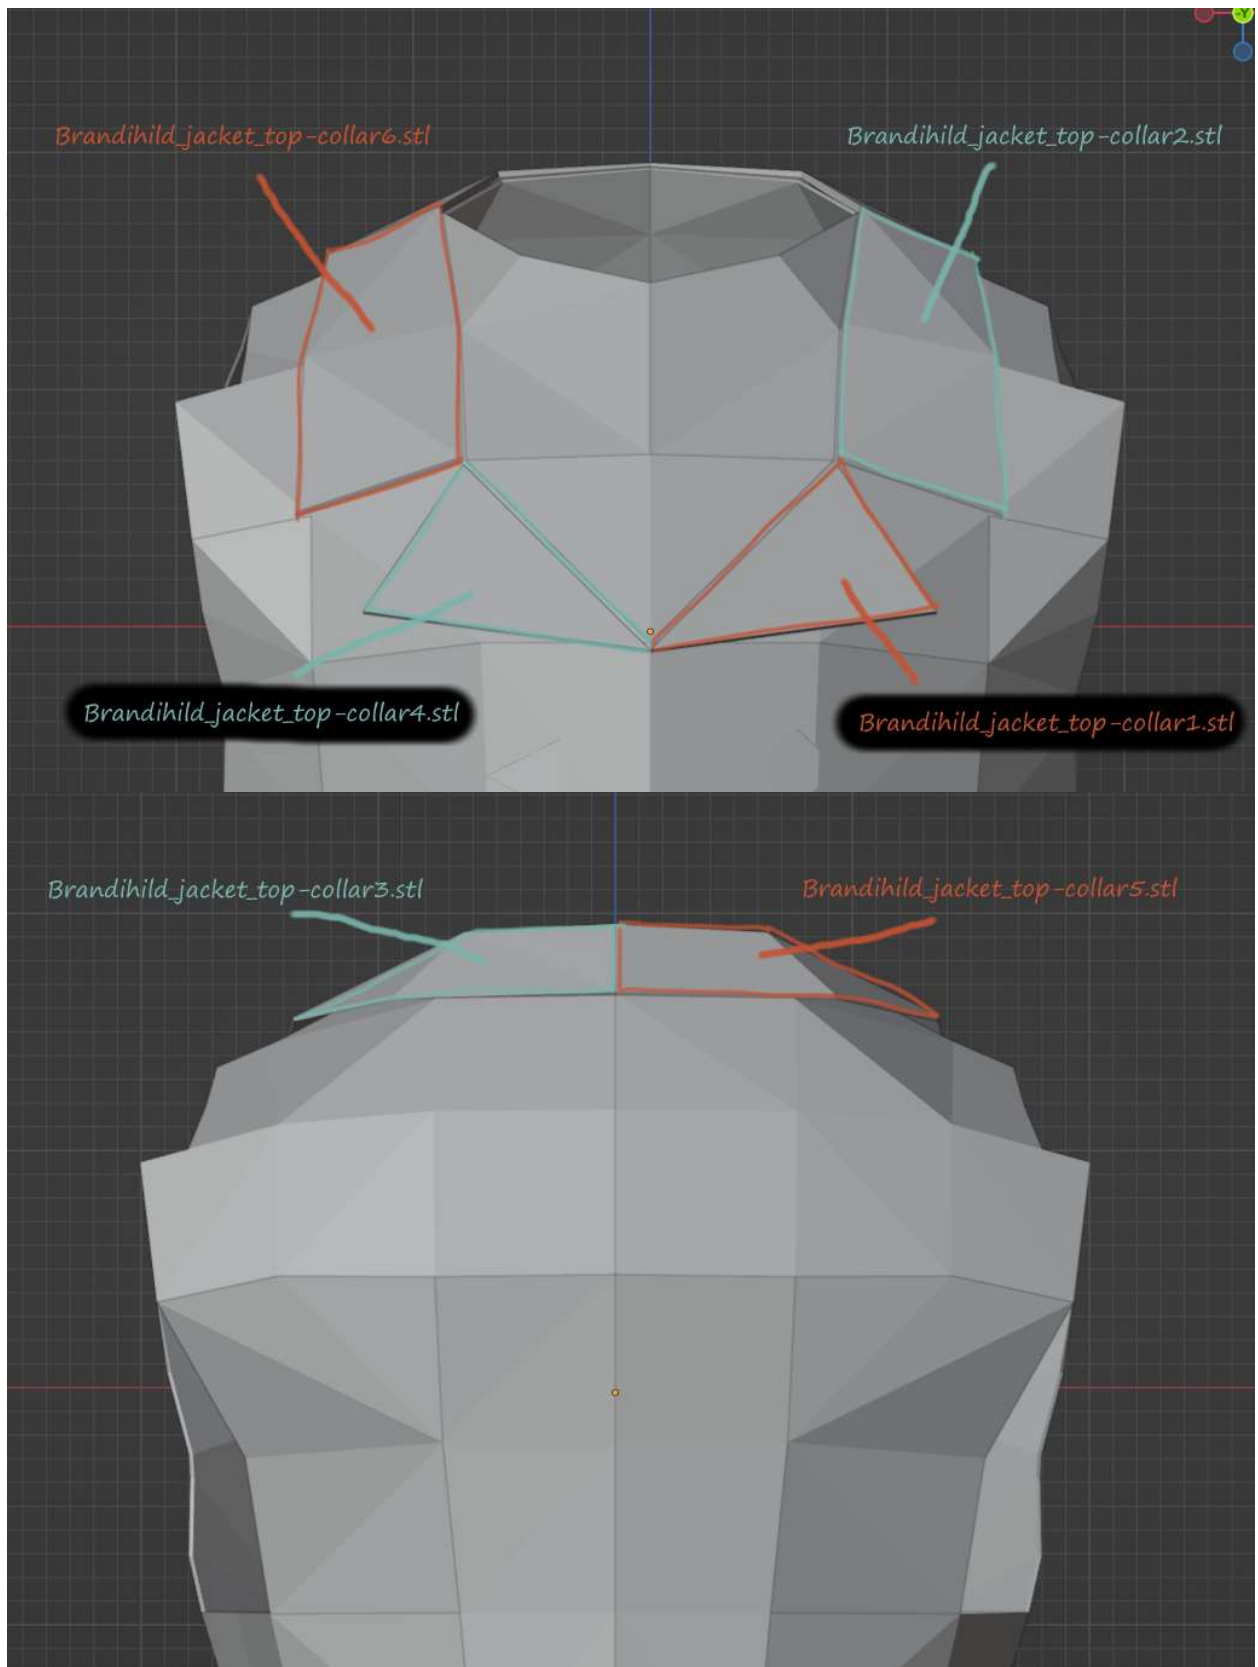 -Y
Brandihild_jacket_top-collar6.stl
Brandihild_jacket_top-collar2.stl
Brandihild_jacket_top-collar4.stl
Brandihild_jacket_top-collar1.stl
Brandihild_jacket_top-collar3.stl
Brandihild_jacket_top-collar5.stl